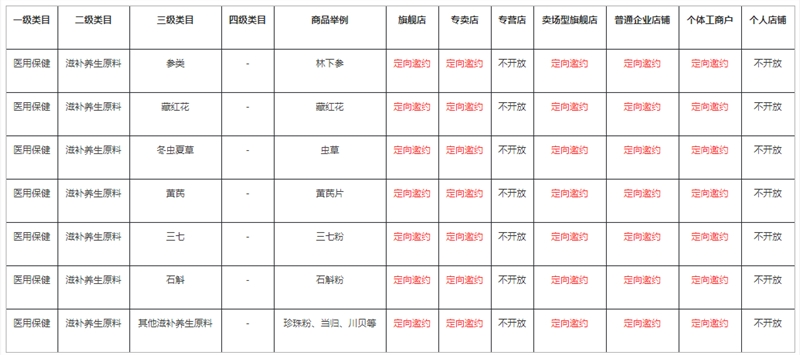 一级类目 二级类目 三级类目 四级类目 商品举例 旗舰店 专卖店 专营店 卖场型旗舰店 普通企业店铺 个体工商户 个人店铺
医用保健 滋补养生原料 参类 - 林下参 定向邀约 定向邀约 不开放 定向邀约 定向邀约 定向邀约 不开放
医用保健 滋补养生原料 藏红花 - 藏红花 定向邀约 定向邀约 不开放 定向邀约 定向邀约 定向邀约 不开放
医用保健 滋补养生原料 冬虫夏草 - 虫草 定向邀约 定向邀约 不开放 定向邀约 定向邀约 定向邀约 不开放
医用保健 滋补养生原料 黄芪 - 黄芪片 定向邀约 定向邀约 不开放 定向邀约 定向邀约 定向邀约 不开放
医用保健 滋补养生原料 三七 - 三七粉 定向邀约 定向邀约 不开放 定向邀约 定向邀约 定向邀约 不开放
医用保健 滋补养生原料 石斛 - 石斛粉 定向邀约 定向邀约 不开放 定向邀约 定向邀约 定向邀约 不开放
医用保健 滋补养生原料 其他滋补养生原料 - 珍珠粉、当归、川贝等 定向邀约 定向邀约 不开放 定向邀约 定向邀约 定向邀约 不开放